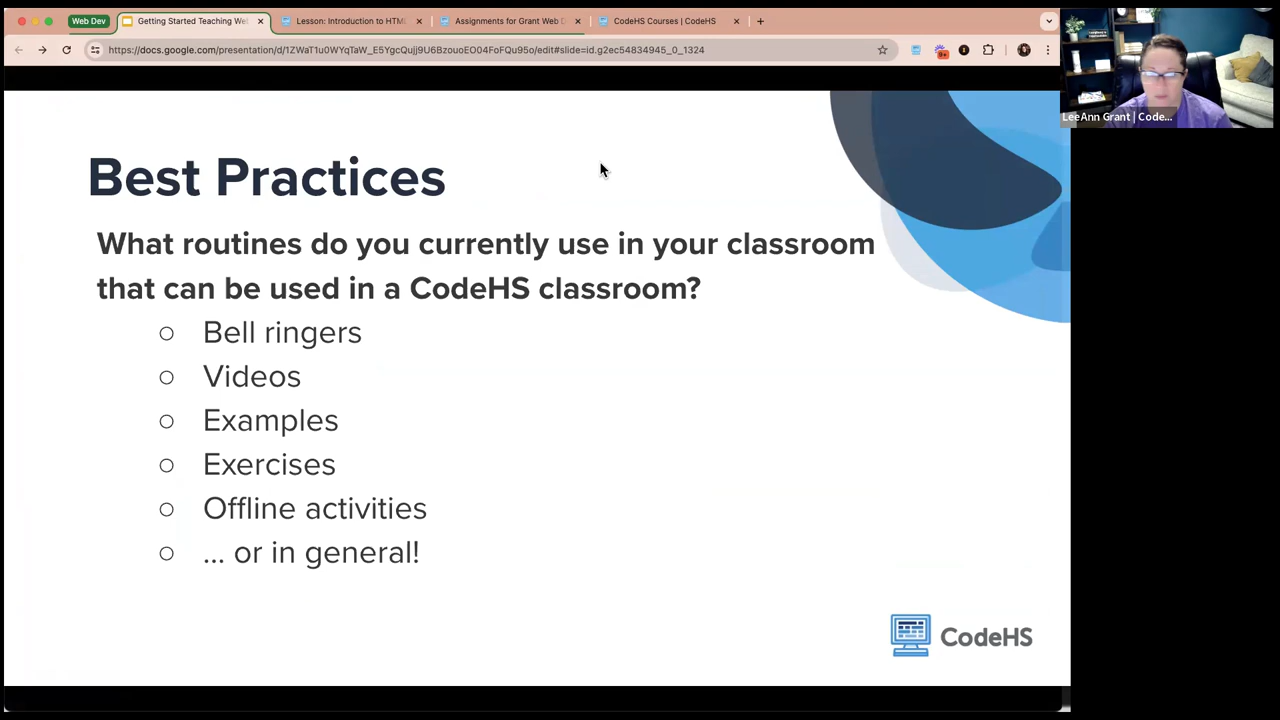 Web Dev
Getting Started Teaching We
Lesson: Introduction to HTM
Assignments for Grant Web D
CodeHS Courses | CodeHS
https://docs.google.com/presentation/d/1ZWaT1u0WYqTaW_E5YgcQujj9U6BzouoEO04FoFQu95o/edit#slide=id.g2ec54834945_0_1324
9+
LeeAnn Grant | Code...
Best Practices
What routines do you currently use in your classroom
that can be used in a CodeHS classroom?
○ Bell ringers
○ Videos
○ Examples
○ Exercises
○ Offline activities
○ ... or in general!
CodeHS